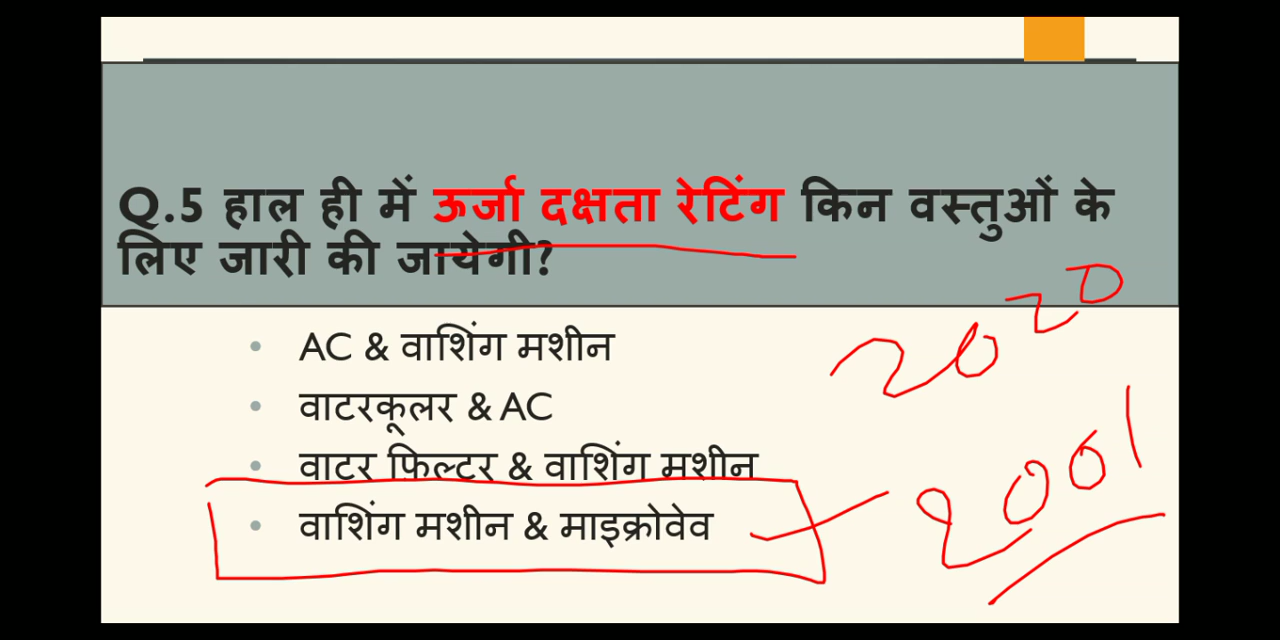 Q.5 हाल ही में ऊर्जा दक्षता रेटिंग किन वस्तुओं के
लिए जारी की जायेगी?
2020
• AC & वाशिंग मशीन
• वाटरकूलर & AC
• वाटर फ़िल्टर & वाशिंग मशीन
• वाशिंग मशीन & माइक्रोवेव
2001